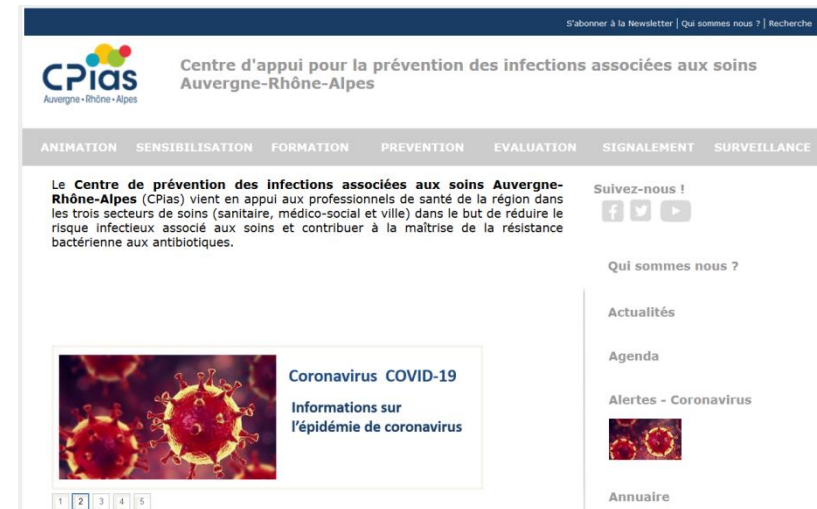 S'abonner à la Newsletter | Qui sommes nous ? | Recherche
CPias
Auvergne • Rhône • Alpes
Centre d'appui pour la prévention des infections associées aux soins
Auvergne-Rhône-Alpes
ANIMATION SENSIBILISATION FORMATION PREVENTION EVALUATION SIGNALEMENT SURVEILLANCE
Le Centre de prévention des infections associées aux soins Auvergne-
Rhône-Alpes (CPias) vient en appui aux professionnels de santé de la région dans
les trois secteurs de soins (sanitaire, médico-social et ville) dans le but de réduire le
risque infectieux associé aux soins et contribuer à la maîtrise de la résistance
bactérienne aux antibiotiques.
Coronavirus COVID-19
Informations sur
l'épidémie de coronavirus
1 2 3 4 5
Suivez-nous !
Qui sommes nous ?
Actualités
Agenda
Alertes - Coronavirus
Annuaire